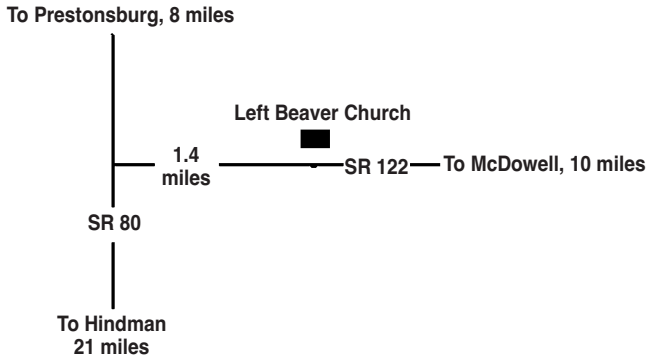 To Prestonsburg, 8 miles
Left Beaver Church
1.4
miles
SR 122
To McDowell, 10 miles
SR 80
To Hindman
21 miles